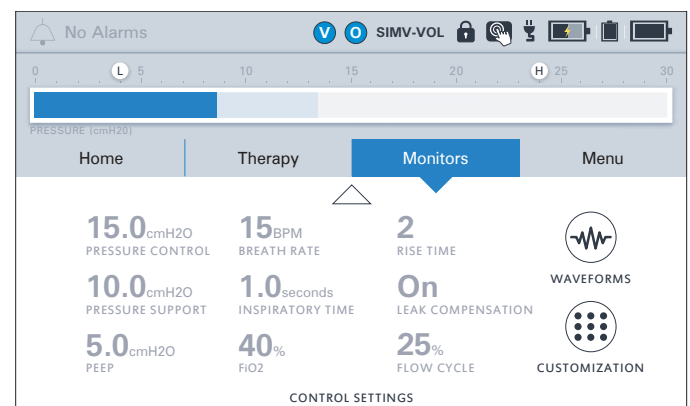 No Alarms V O SIMV-VOL
0 L 5 10 15 20 H 25 30
PRESSURE (cmH20)
Home Therapy Monitors Menu
15.0cmH2O 15BPM 2
PRESSURE CONTROL BREATH RATE RISE TIME
WAVEFORMS
10.0cmH2O 1.0seconds On
PRESSURE SUPPORT INSPIRATORY TIME LEAK COMPENSATION
5.0cmH2O 40% 25%
PEEP FiO2 FLOW CYCLE CUSTOMIZATION
CONTROL SETTINGS